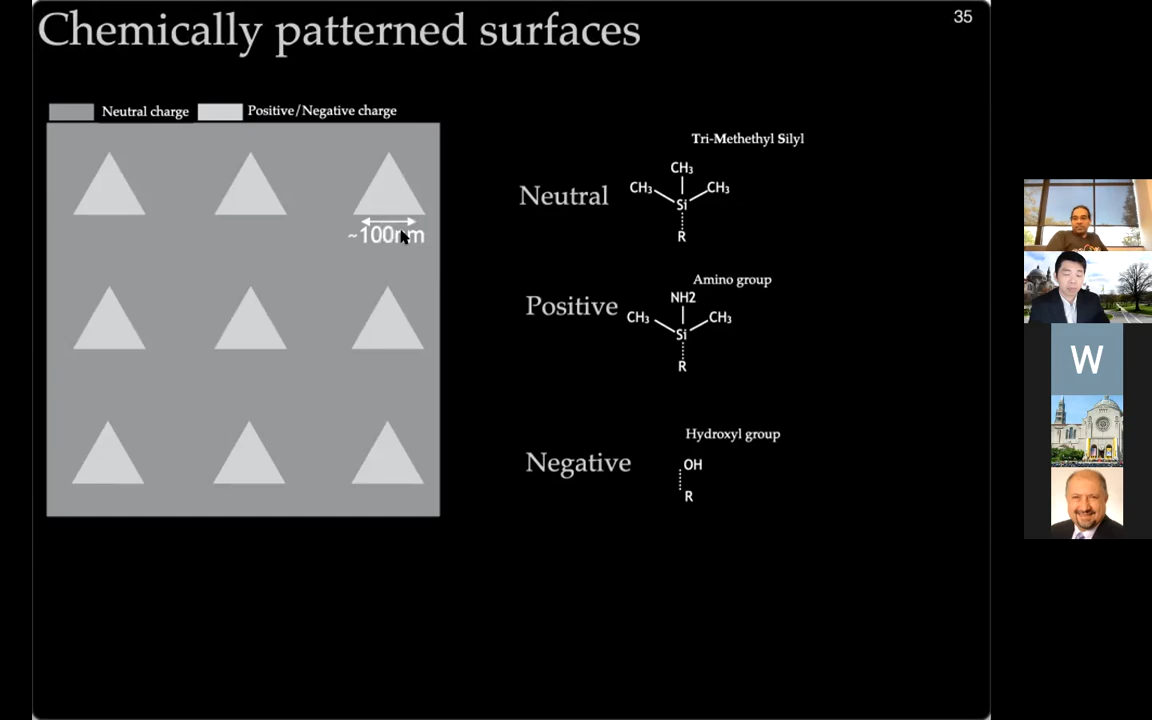 Chemically patterned surfaces
35
Neutral charge
Positive/Negative charge
~100nm
Neutral
Tri-Methethyl Silyl
CH3
CH3 CH3
Si
R
Positive
Amino group
NH2
CH3 CH3
Si
R
Negative
Hydroxyl group
OH
R
W